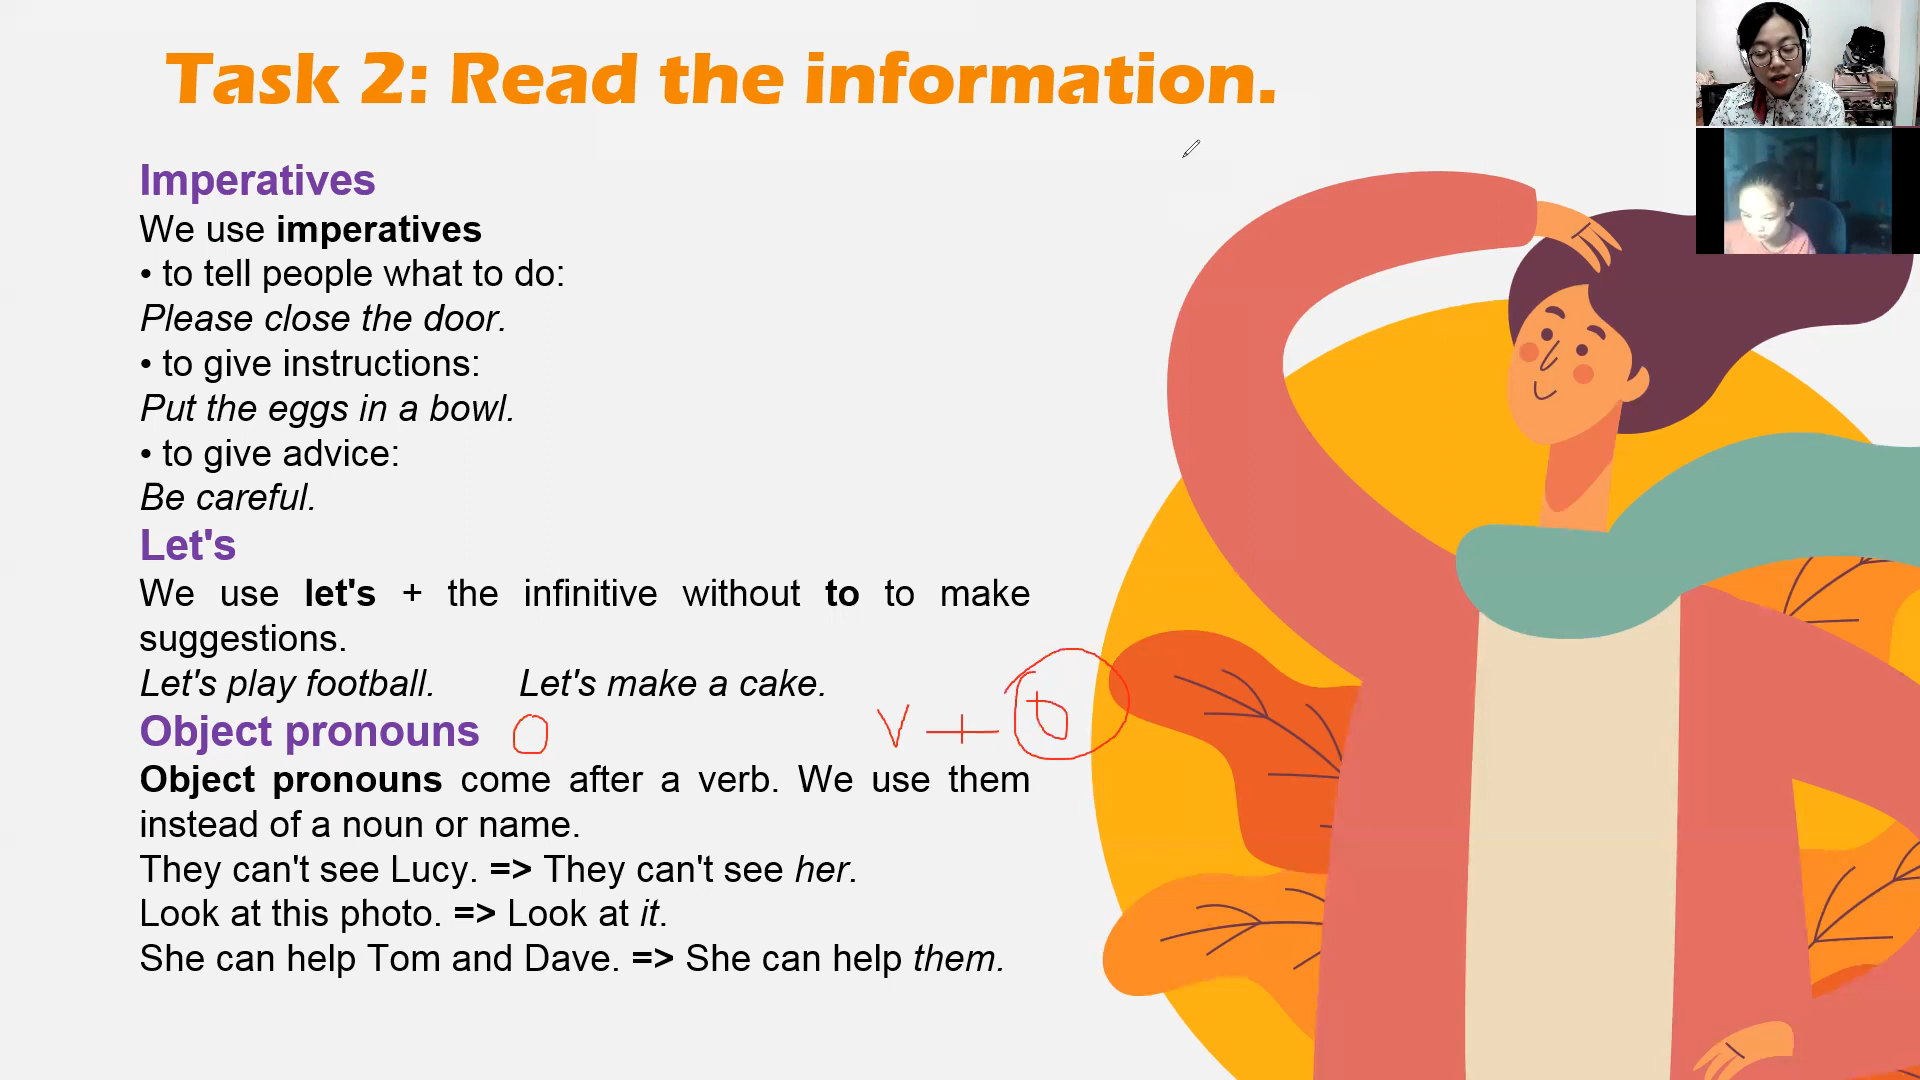 Task 2: Read the information.
Imperatives
We use imperatives
• to tell people what to do:
Please close the door.
• to give instructions:
Put the eggs in a bowl.
• to give advice:
Be careful.
Let's
We use let's + the infinitive without to to make
suggestions.
Let's play football. Let's make a cake.
Object pronouns O V +
Object pronouns come after a verb. We use them
instead of a noun or name.
They can't see Lucy. => They can't see her.
Look at this photo. => Look at it.
She can help Tom and Dave. => She can help them.